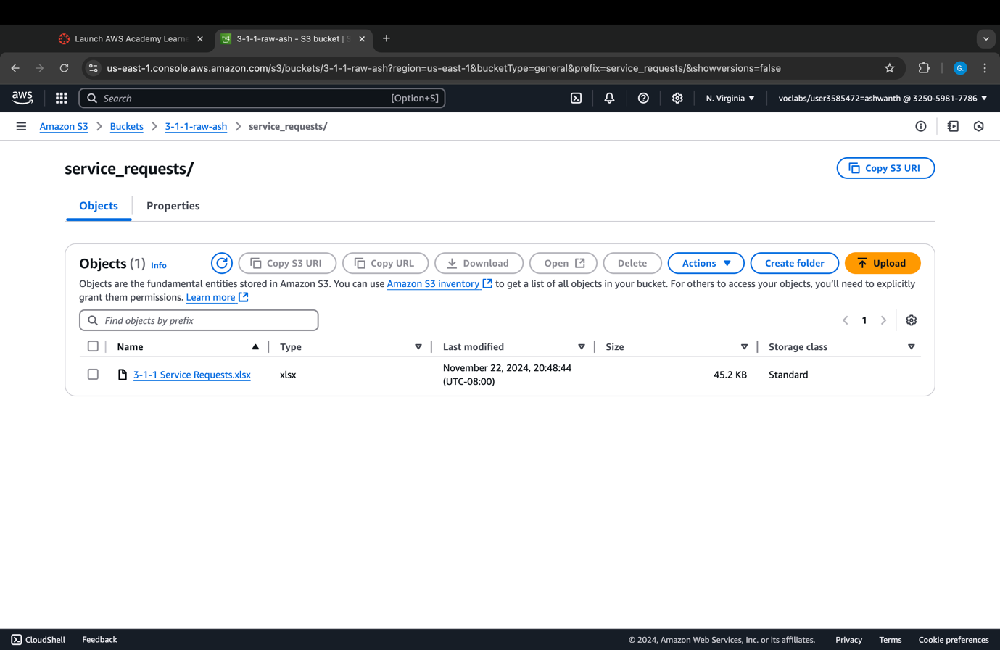 Launch AWS Academy Learne
3-1-1-raw-ash - S3 bucket | S
us-east-1.console.aws.amazon.com/s3/buckets/3-1-1-raw-ash?region=us-east-1&bucketType=general&prefix=service_requests/&showversions=false
G.
aws
Search
[Option+S]
N. Virginia
voclabs/user3585472=ashwanth @ 3250-5981-7786
Amazon S3
Buckets
3-1-1-raw-ash
service_requests/
service_requests/
Copy S3 URI
Objects
Properties
Objects (1) Info
Copy S3 URI
Copy URL
Download
Open
Delete
Actions
Create folder
Upload
Objects are the fundamental entities stored in Amazon S3. You can use Amazon S3 inventory to get a list of all objects in your bucket. For others to access your objects, you'll need to explicitly
grant them permissions. Learn more
Find objects by prefix
1
Name
Type
Last modified
Size
Storage class
3-1-1 Service Requests.xlsx
xlsx
November 22, 2024, 20:48:44
(UTC-08:00)
45.2 KB
Standard
CloudShell
Feedback
© 2024, Amazon Web Services, Inc. or its affiliates.
Privacy
Terms
Cookie preferences